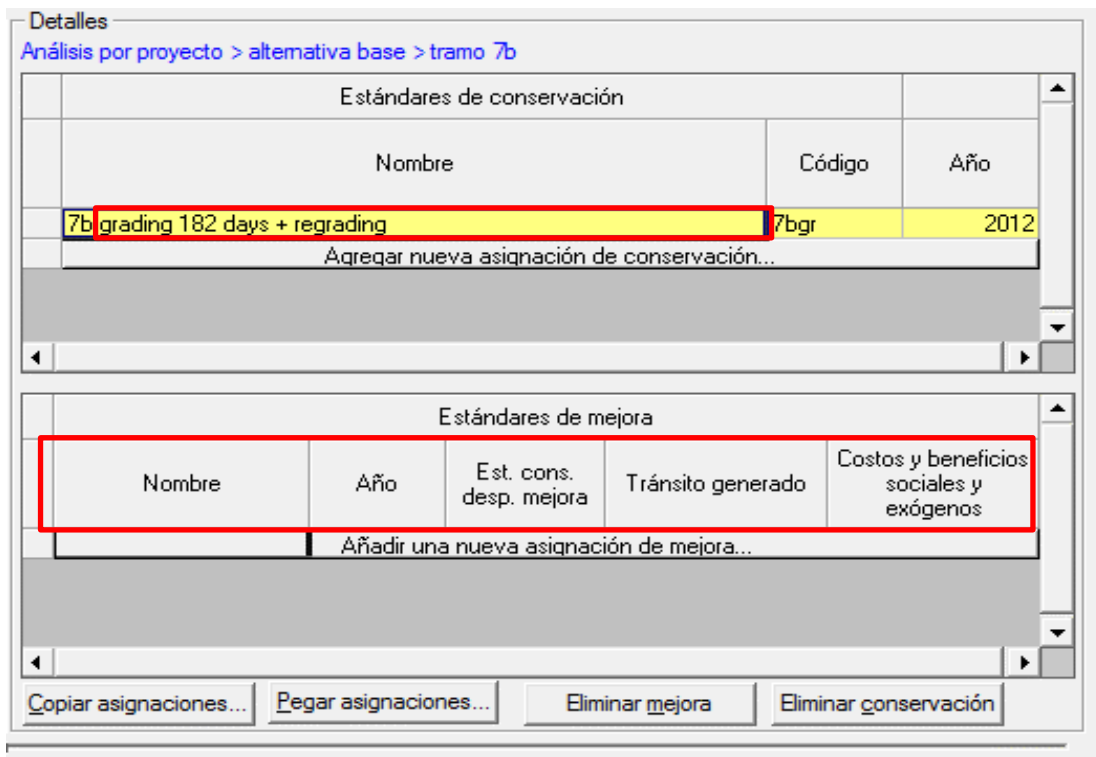 Detalles
Análisis por proyecto > alternativa base > tramo 7b
Estándares de conservación
Nombre
Código
Año
7b grading 182 days + regrading
7bgr
2012
Agregar nueva asignación de conservación...
Estándares de mejora
Nombre
Año
Est. cons.
desp. mejora
Tránsito generado
Costos y beneficios
sociales y
exógenos
Añadir una nueva asignación de mejora...
Copiar asignaciones...
Pegar asignaciones...
Eliminar mejora
Eliminar conservación